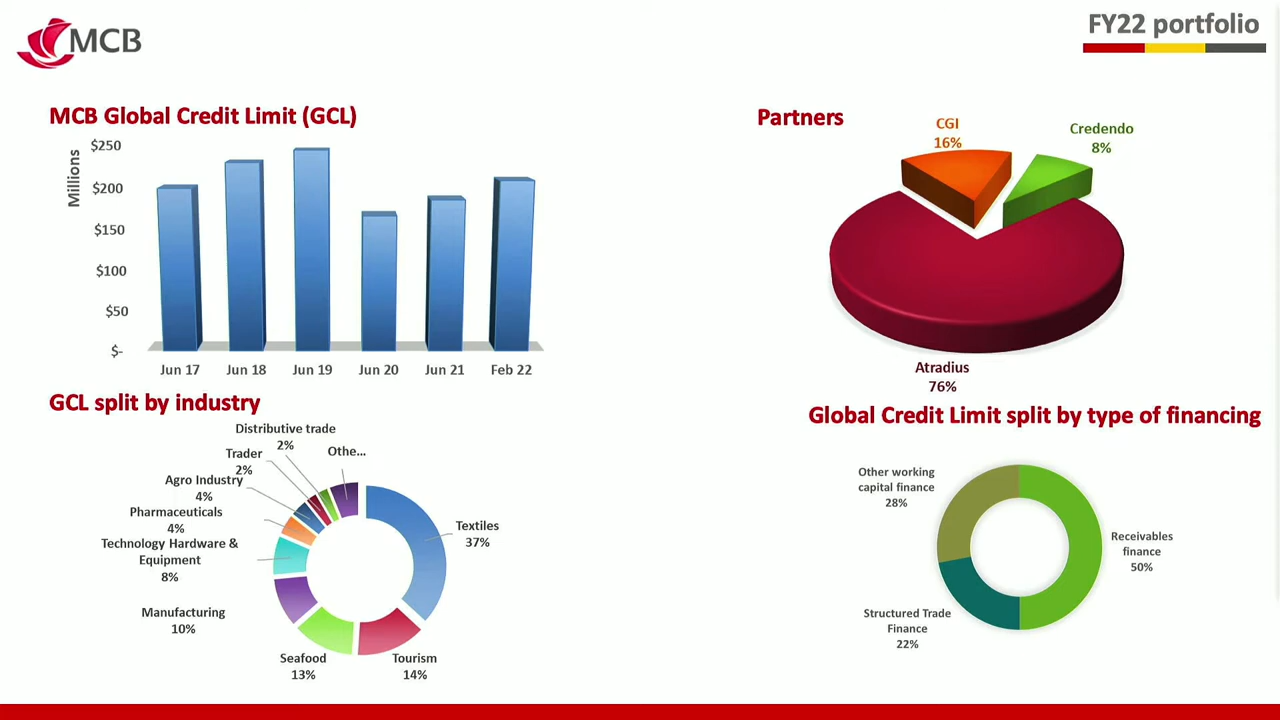 MCB
FY22 portfolio
MCB Global Credit Limit (GCL)
Millions
$250
$200
$150
$100
$50
$-
Jun 17
Jun 18
Jun 19
Jun 20
Jun 21
Feb 22
Partners
CGI
16%
Credendo
8%
Atradius
76%
GCL split by industry
Distributive trade
2%
Othe...
Trader
2%
Agro Industry
4%
Pharmaceuticals
4%
Technology Hardware &
Equipment
8%
Manufacturing
10%
Seafood
13%
Tourism
14%
Textiles
37%
Global Credit Limit split by type of financing
Other working
capital finance
28%
Receivables
finance
50%
Structured Trade
Finance
22%